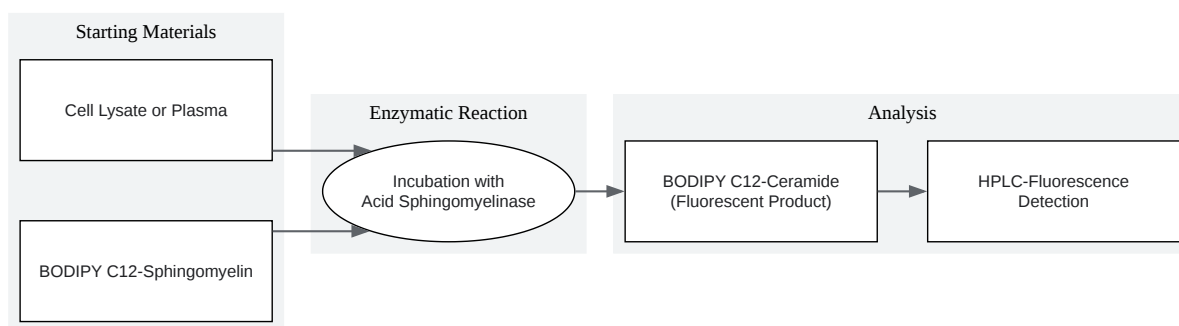 Starting Materials
Cell Lysate or Plasma
BODIPY C12-Sphingomyelin
Enzymatic Reaction
Incubation with
Acid Sphingomyelinase
Analysis
BODIPY C12-Ceramide
(Fluorescent Product)
HPLC-Fluorescence
Detection